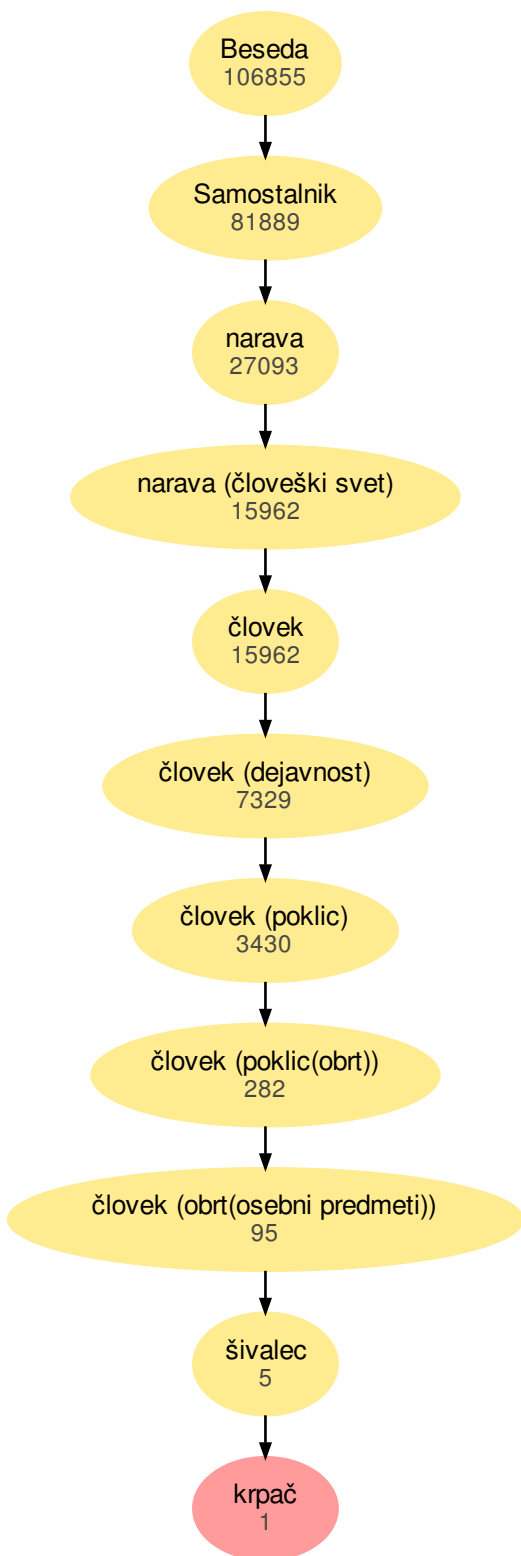 Beseda
106855
Samostalnik
81889
narava
27093
narava (človeški svet)
15962
človek
15962
človek (dejavnost)
7329
človek (poklic)
3430
človek (poklic(obrt))
282
človek (obrt(osebni predmeti))
95
šivalec
5
krpač
1